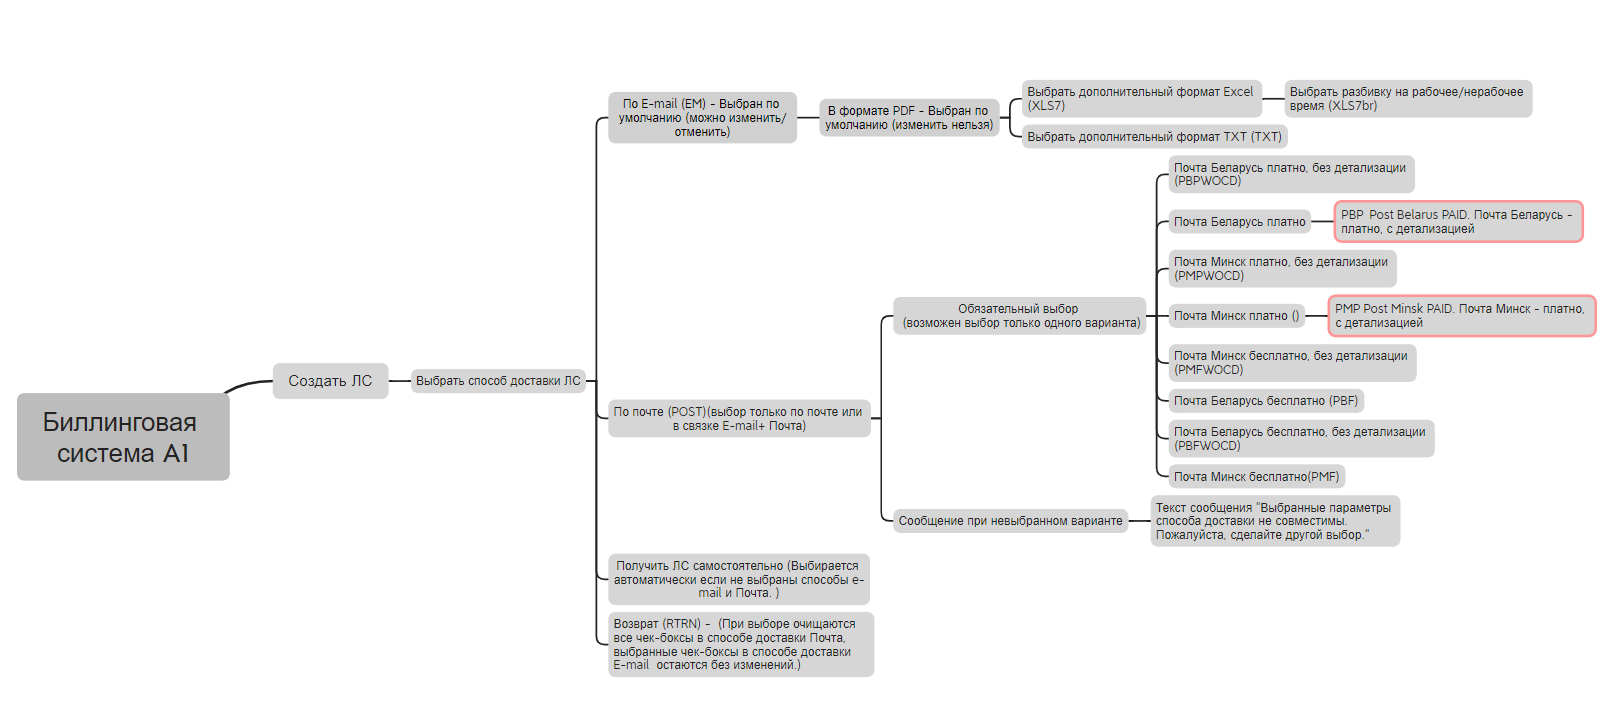 Биллинговая
система А1
Создать ЛС
Выбрать способ доставки ЛС
По E-mail (EM) - Выбран по
умолчанию (можно изменить/
отменить)
В формате PDF - Выбран по
умолчанию (изменить нельзя)
Выбрать дополнительный формат Excel
(XLS7)
Выбрать разбивку на рабочее/нерабочее
время (XLS7br)
Выбрать дополнительный формат TXT (TXT)
По почте (POST)(выбор только по почте или
в связке E-mail+ Почта)
Обязательный выбор
(возможен выбор только одного варианта)
Почта Беларусь платно, без детализации
(PBPWOCD)
Почта Беларусь платно
PBP  Post Belarus PAID. Почта Беларусь -
платно, с детализацией
Почта Минск платно, без детализации
(PMPWOCD)
Почта Минск платно ()
PMP Post Minsk PAID. Почта Минск - платно,
с детализацией
Почта Минск бесплатно, без детализации
(PMFWOCD)
Почта Беларусь бесплатно (PBF)
Почта Беларусь бесплатно, без детализации
(PBFWOCD)
Почта Минск бесплатно(PMF)
Сообщение при невыбранном варианте
Текст сообщения "Выбранные параметры
способа доставки не совместимы.
Пожалуйста, сделайте другой выбор."
Получить ЛС самостоятельно (Выбирается
автоматически если не выбраны способы e-
mail и Почта. )
Возврат (RTRN) -  (При выборе очищаются
все чек-боксы в способе доставки Почта,
выбранные чек-боксы в способе доставки
E-mail  остаются без изменений.)